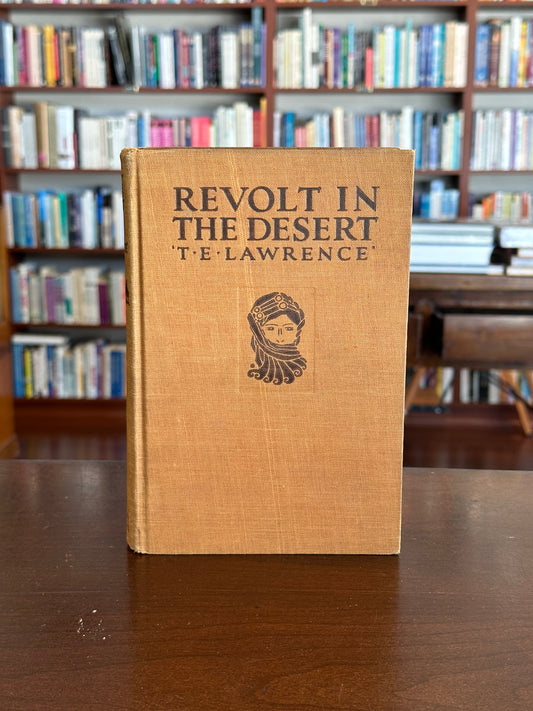 REVOLT IN
THE DESERT
'T·E·LAWRENCE'